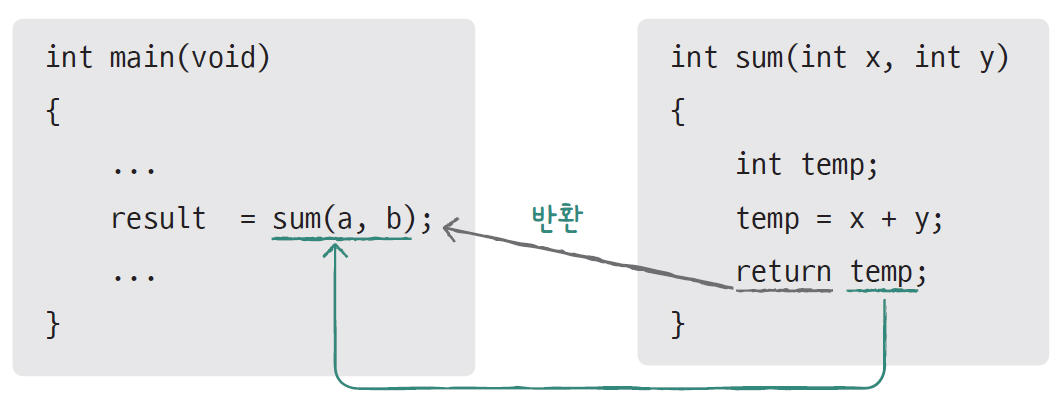 int main(void)
{
...
result = sum(a, b);
...
}
반환
int sum(int x, int y)
{
int temp;
temp = x + y;
return temp;
}